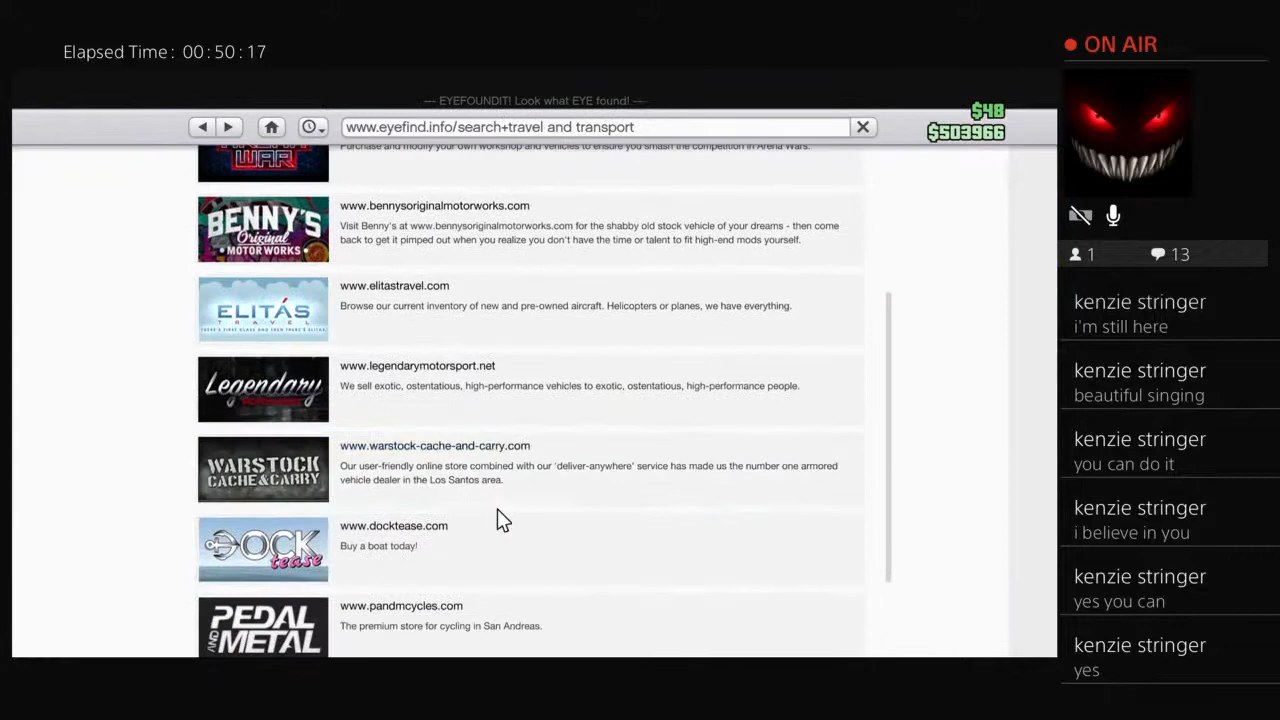 Elapsed Time: 00:50:17
ON AIR
--- EYEFOUNDIT! Look what EYE found! ---
www.eyefind.info/search+travel and transport
$48
$503966
WAR
Purchase and modify your own workshop and vehicles to ensure you smash the competition in Arena Wars.
BENNY'S
Original
MOTOR WORKS
www.bennysoriginalmotorworks.com
Visit Benny's at www.bennysoriginalmotorworks.com for the shabby old stock vehicle of your dreams - then come
back to get it pimped out when you realize you don't have the time or talent to fit high-end mods yourself.
ELITÁS
TRAVEL
THERE'S FIRST CLASS AND THEN THERE'S ELITAS
www.elitastravel.com
Browse our current inventory of new and pre-owned aircraft. Helicopters or planes, we have everything.
Legendary
www.legendarymotorsport.net
We sell exotic, ostentatious, high-performance vehicles to exotic, ostentatious, high-performance people.
WARSTOCK
CACHE&CARRY
www.warstock-cache-and-carry.com
Our user-friendly online store combined with our 'deliver-anywhere' service has made us the number one armored
vehicle dealer in the Los Santos area.
DOCK
tease
www.docktease.com
Buy a boat today!
PEDAL
AND
METAL
www.pandmcycles.com
The premium store for cycling in San Andreas.
1
13
kenzie stringer
i'm still here
kenzie stringer
beautiful singing
kenzie stringer
you can do it
kenzie stringer
i believe in you
kenzie stringer
yes you can
kenzie stringer
yes